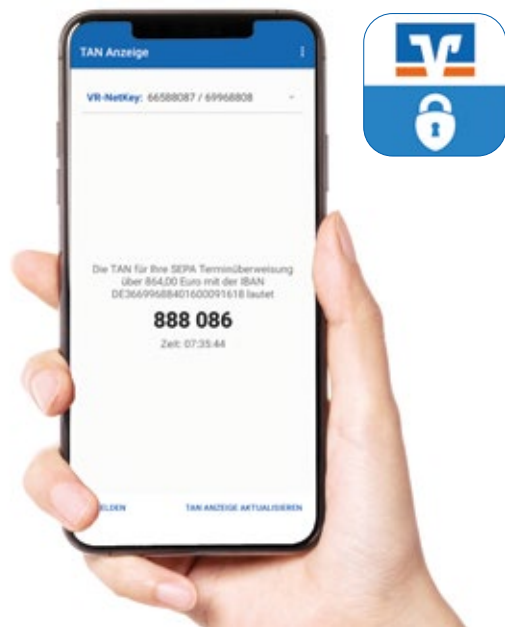 TAN Anzeige
VR-NetKey: 66588087 / 69968808
Die TAN für Ihre SEPA Terminüberweisung
über 864,00 Euro mit der IBAN
DE36699688401600091618 lautet
888 086
Zeit: 07:35:44
ELDEN TAN ANZEIGE AKTUALISIEREN